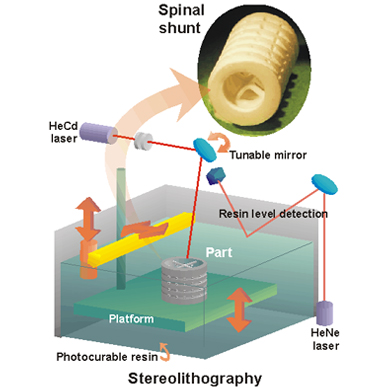 Spinal
shunt
HeCd
laser
Tunable mirror
Resin level detection
Part
Platform
HeNe
laser
Photocurable resin
Stereolithography